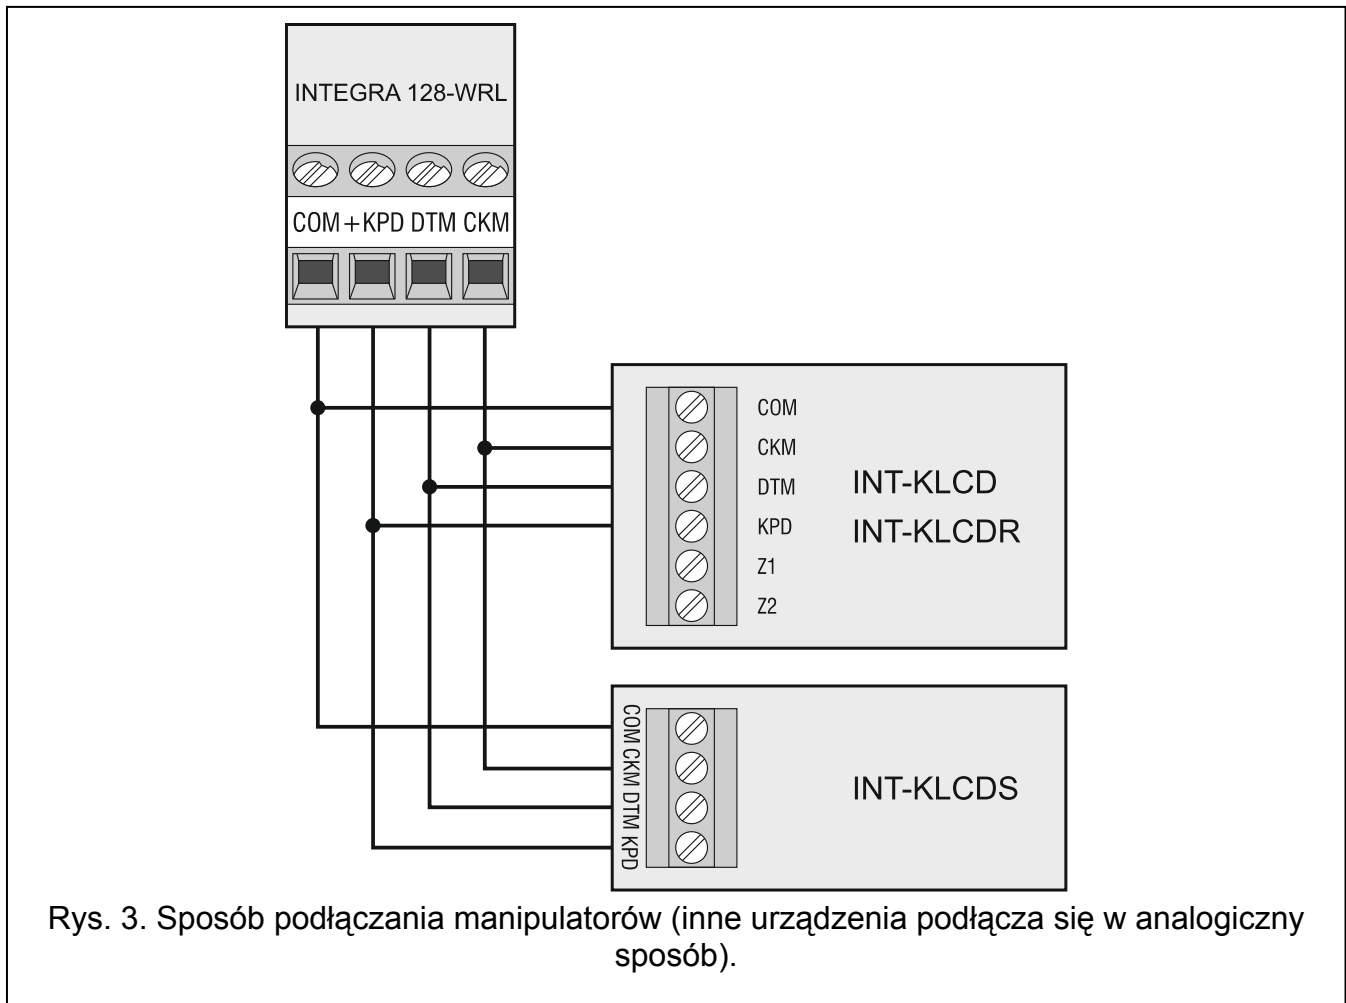 INTEGRA 128-WRL
COM +KPD DTM CKM
COM
CKM
DTM
KPD
Z1
Z2
INT-KLCD
INT-KLCDR
COM CKM DTM KPD
INT-KLCDS
Rys. 3. Sposób podłączania manipulatorów (inne urządzenia podłącza się w analogiczny
sposób).